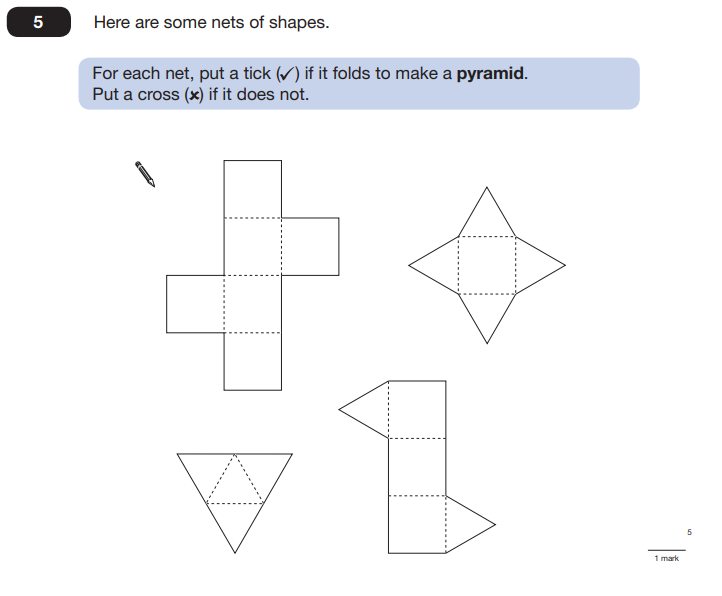 5 Here are some nets of shapes.
For each net, put a tick (✓) if it folds to make a pyramid.
Put a cross (✗) if it does not.
5
1 mark